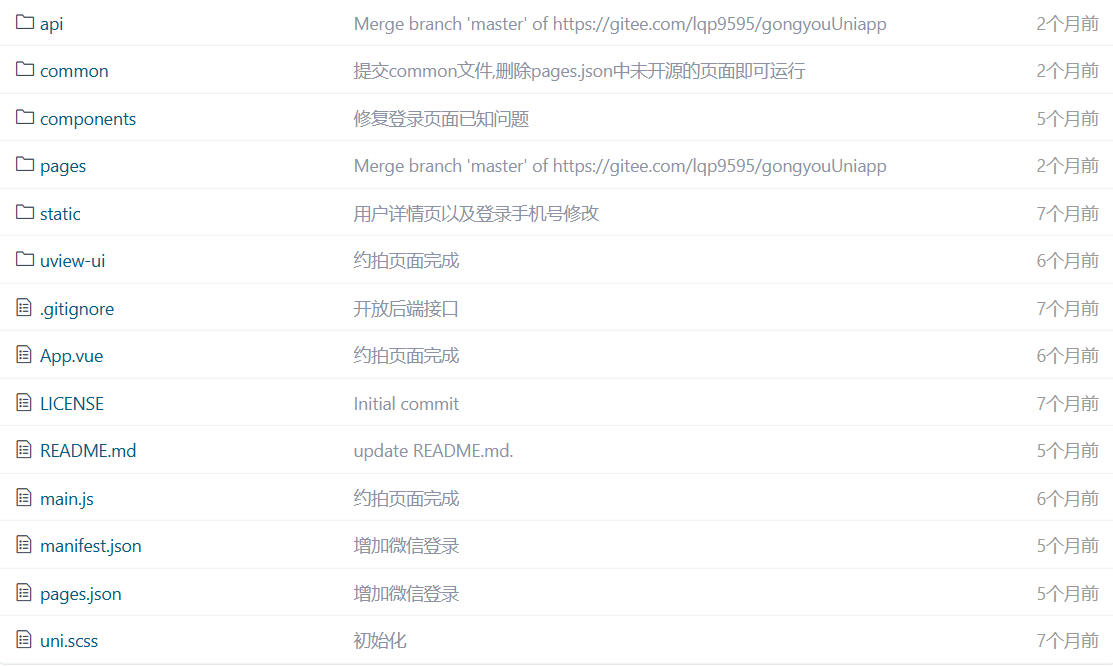 api Merge branch 'master' of https://gitee.com/lqp9595/gongyouUniapp 2个月前
common 提交common文件,删除pages.json中未开源的页面即可运行 2个月前
components 修复登录页面已知问题 5个月前
pages Merge branch 'master' of https://gitee.com/lqp9595/gongyouUniapp 2个月前
static 用户详情页以及登录手机号修改 7个月前
uview-ui 约拍页面完成 6个月前
.gitignore 开放后端接口 7个月前
App.vue 约拍页面完成 6个月前
LICENSE Initial commit 7个月前
README.md update README.md. 5个月前
main.js 约拍页面完成 6个月前
manifest.json 增加微信登录 5个月前
pages.json 增加微信登录 5个月前
uni.scss 初始化 7个月前